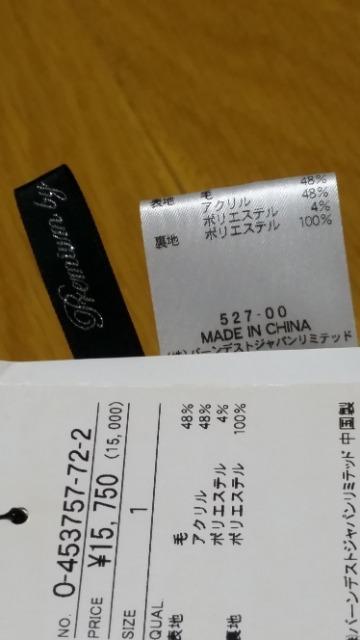 Premium by
表地 毛 48%
アクリル 48%
ポリエステル 4%
裏地 ポリエステル 100%
527-00
MADE IN CHINA
(株)バーンデストジャパンリミテッド
NO. 0-453757-72-2
PRICE ¥15,750 (15,000)
SIZE 1
QUAL
表地 毛 48%
アクリル 48%
ポリエステル 4%
裏地 ポリエステル 100%
バーンデストジャパンリミテッド 中国製